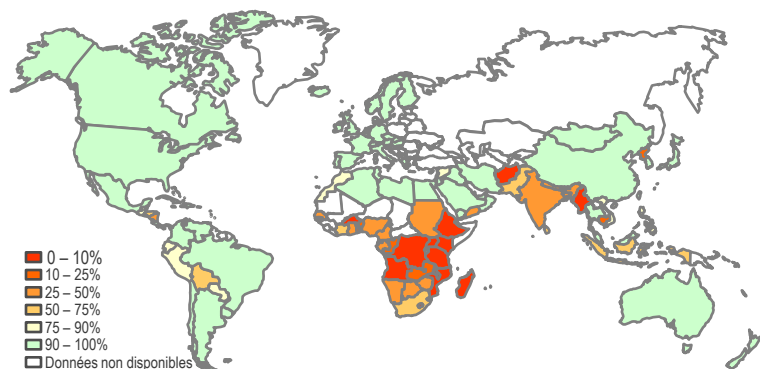 0 – 10%
10 – 25%
25 – 50%
50 – 75%
75 – 90%
90 – 100%
Données non disponibles